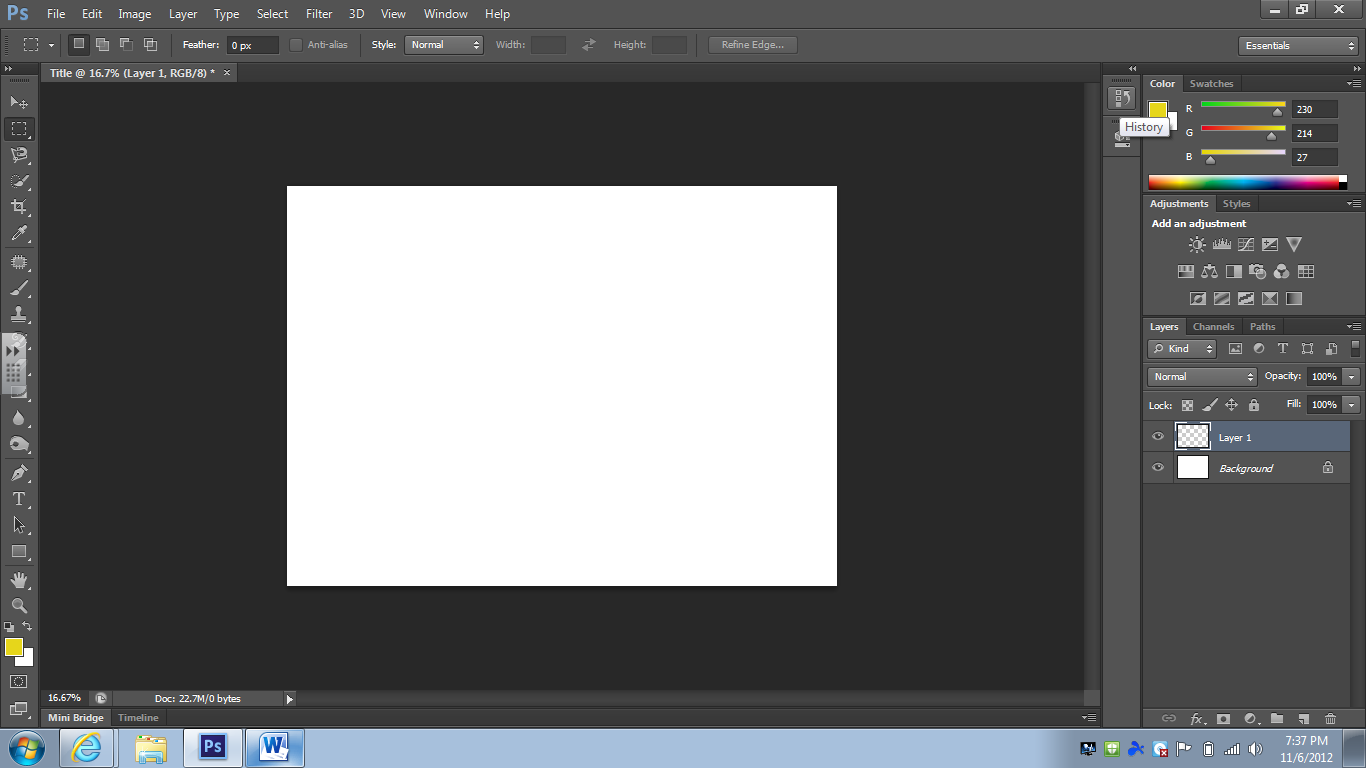 Ps File Edit Image Layer Type Select Filter 3D View Window Help
Feather: 0 px Anti-alias Style: Normal Width: Height: Refine Edge... Essentials
Title @ 16.7% (Layer 1, RGB/8) * ×
Color Swatches
R 230
History
G 214
B 27
Adjustments Styles
Add an adjustment
Layers Channels Paths
Kind T
Normal Opacity: 100%
Lock: Fill: 100%
Layer 1
Background
T
16.67% Doc: 22.7M/0 bytes
Mini Bridge Timeline
fx
Ps W
7:37 PM
11/6/2012